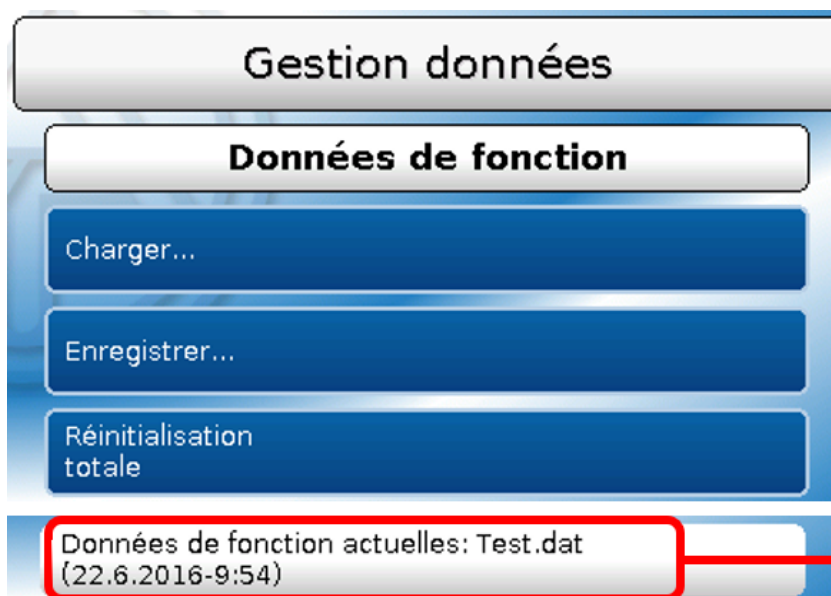 Gestion données
Données de fonction
Charger...
Enregistrer...
Réinitialisation
totale
Données de fonction actuelles: Test.dat
(22.6.2016-9:54)